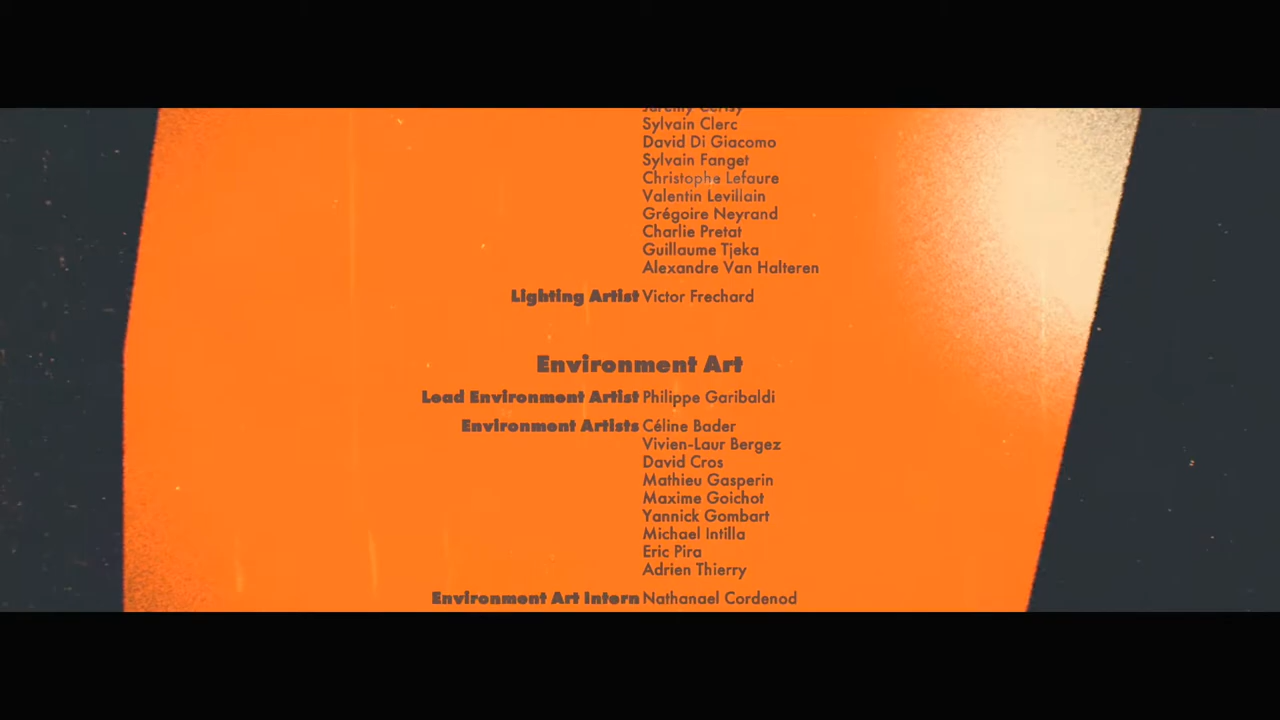 Sylvain Clerc
David Di Giacomo
Sylvain Fanget
Christophe Lefaure
Valentin Levillain
Grégoire Neyrand
Charlie Pretat
Guillaume Tjeka
Alexandre Van Halteren
Lighting Artist Victor Frechard
Environment Art
Lead Environment Artist Philippe Garibaldi
Environment Artists Céline Bader
Vivien-Laur Bergez
David Cros
Mathieu Gasperin
Maxime Goichot
Yannick Gombart
Michael Intilla
Eric Pira
Adrien Thierry
Environment Art Intern Nathanael Cordenod